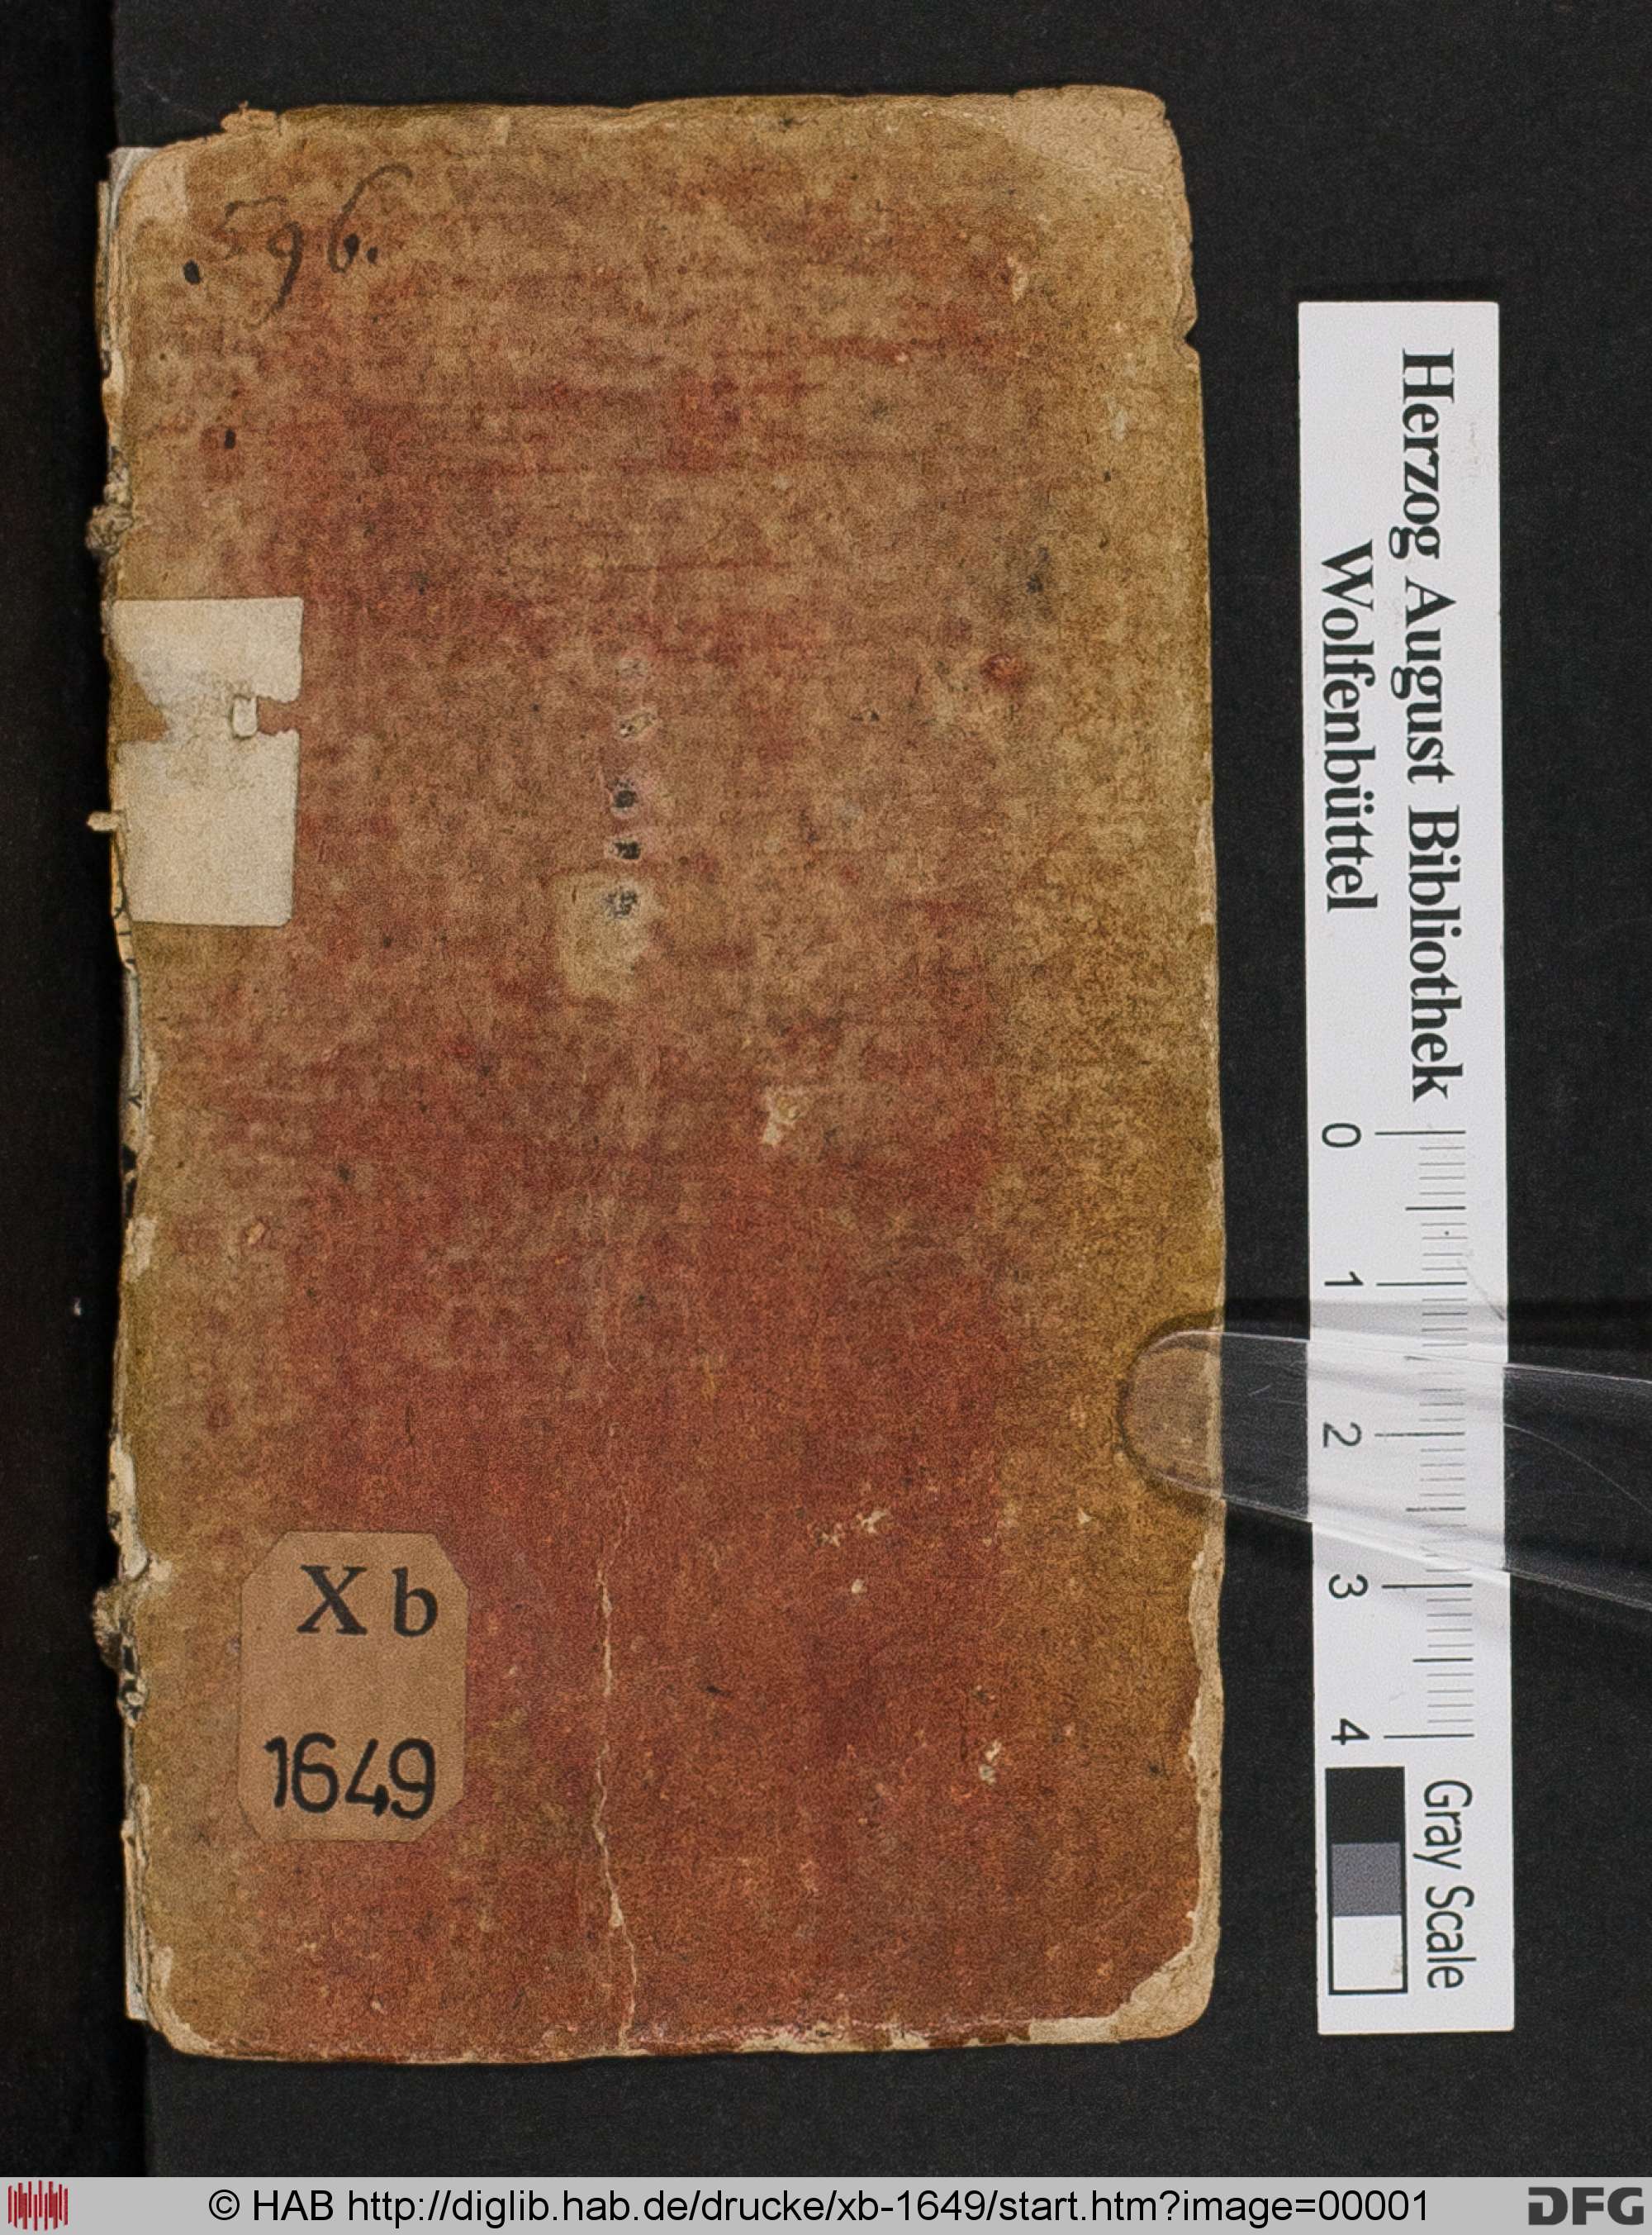 596.
X b
1649
Herzog August Bibliothek
Wolfenbüttel
0 1 2 3 4
Gray Scale
© HAB http://diglib.hab.de/drucke/xb-1649/start.htm?image=00001
DFG